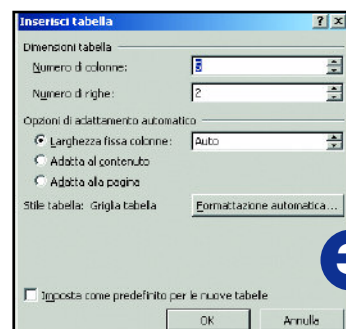 Inserisci tabella
Dimensioni tabella
Numero di colonne: 5
Numero di righe: 2
Opzioni di adattamento automatico
Larghezza fissa colonne: Auto
Adatta al contenuto
Adatta alla pagina
Stile tabella: Griglia tabella Formattazione automatica...
Imposta come predefinito per le nuove tabelle
OK Annulla